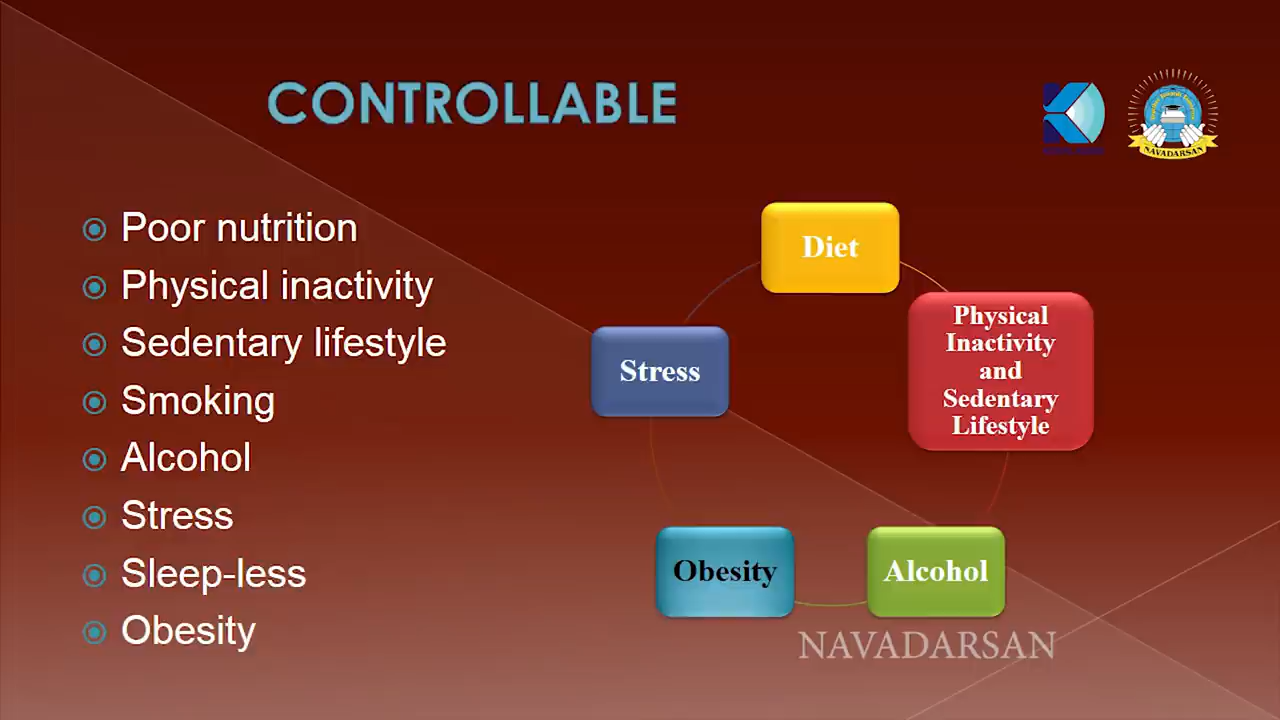 CONTROLLABLE
NAVADARSAN
Poor nutrition
Physical inactivity
Sedentary lifestyle
Smoking
Alcohol
Stress
Sleep-less
Obesity
Diet
Physical
Inactivity
and
Sedentary
Lifestyle
Alcohol
Obesity
Stress
NAVADARSAN